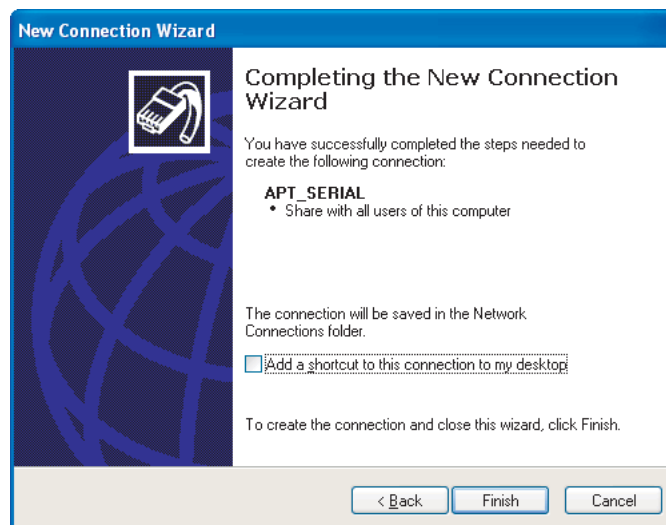 New Connection Wizard
Completing the New Connection
Wizard
You have successfully completed the steps needed to
create the following connection:
APT_SERIAL
• Share with all users of this computer
The connection will be saved in the Network
Connections folder.
Add a shortcut to this connection to my desktop
To create the connection and close this wizard, click Finish.
< Back Finish Cancel